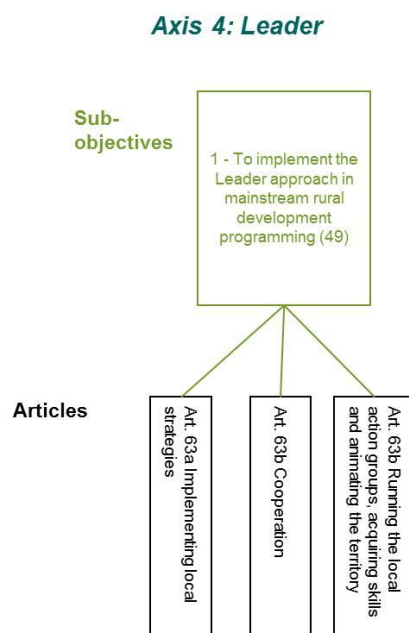 Axis 4: Leader
Sub-
objectives
1 - To implement the
Leader approach in
mainstream rural
development
programming (49)
Articles
Art. 63a Implementing local
strategies
Art. 63b Cooperation
Art. 63b Running the local
action groups, acquiring skills
and animating the territory